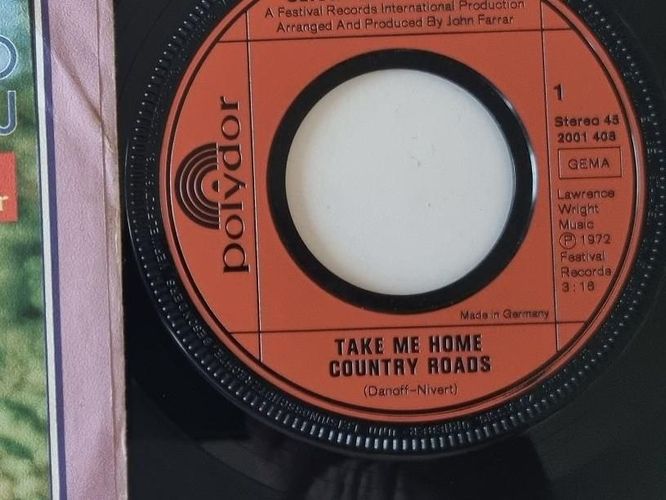 A Festival Records International Production
Arranged And Produced By John Farrar
polydor
1
Stereo 45
2001 408
GEMA
Lawrence
Wright
Music
Ⓟ 1972
Festival
Records
3:16
Made in Germany
TAKE ME HOME
COUNTRY ROADS
(Danoff-Nivert)